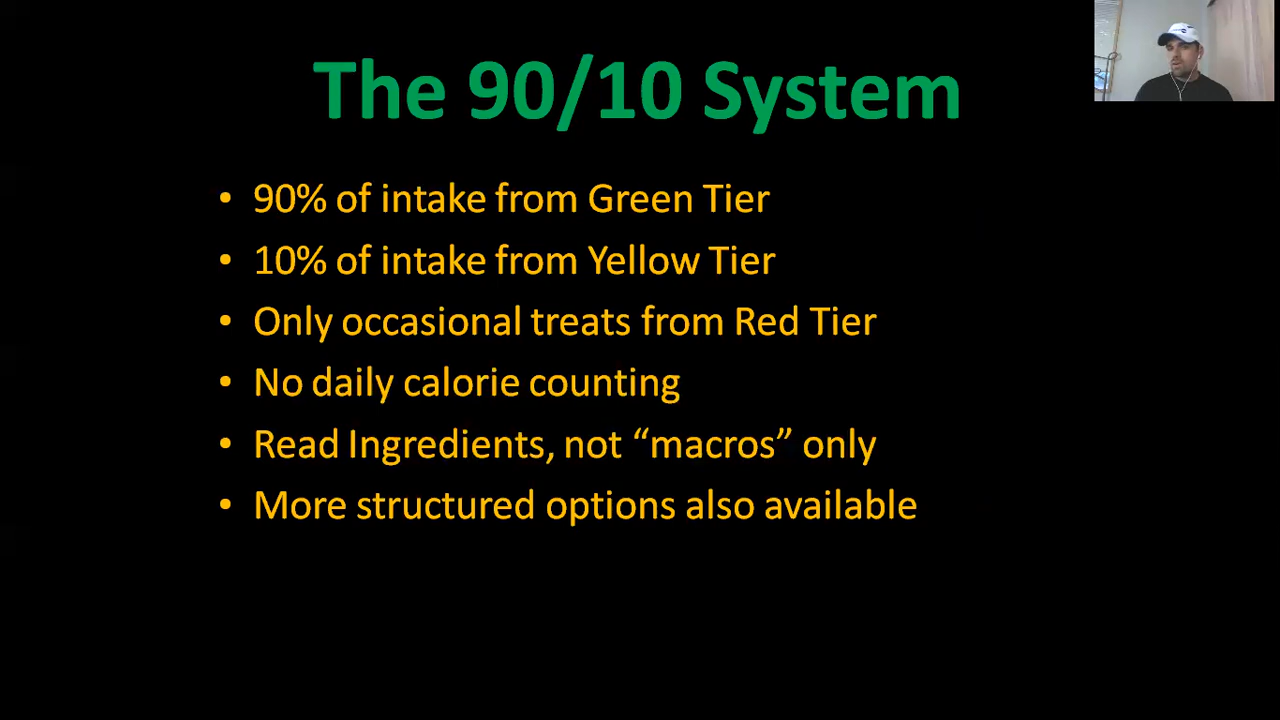 The 90/10 System
• 90% of intake from Green Tier
• 10% of intake from Yellow Tier
• Only occasional treats from Red Tier
• No daily calorie counting
• Read Ingredients, not “macros” only
• More structured options also available